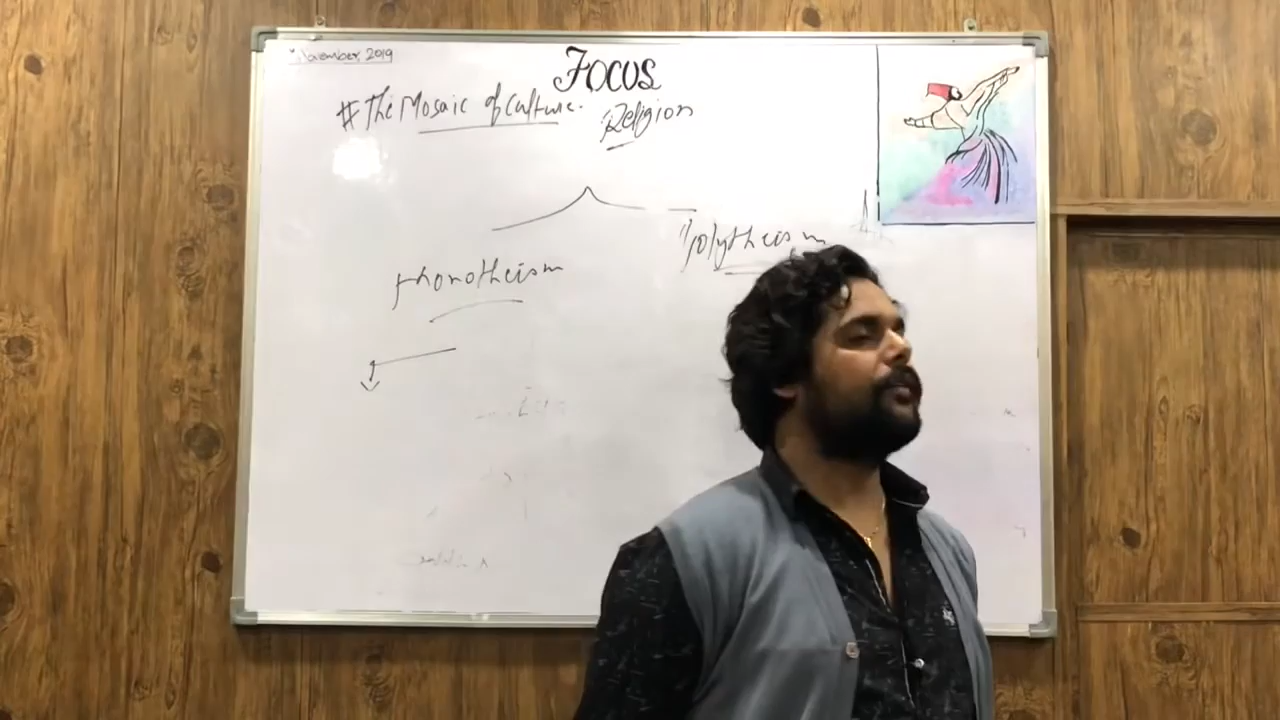 November, 2019
FOCUS
# The Mosaic of Culture.
Religion
Monotheism
Polytheism